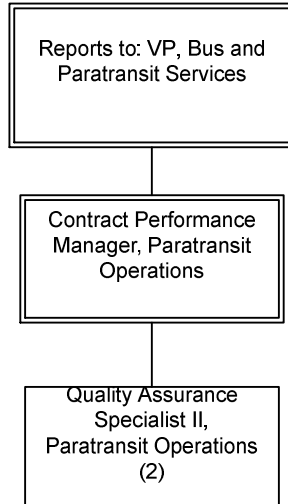 Reports to: VP, Bus and
Paratransit Services
Contract Performance
Manager, Paratransit
Operations
Quality Assurance
Specialist II,
Paratransit Operations
(2)